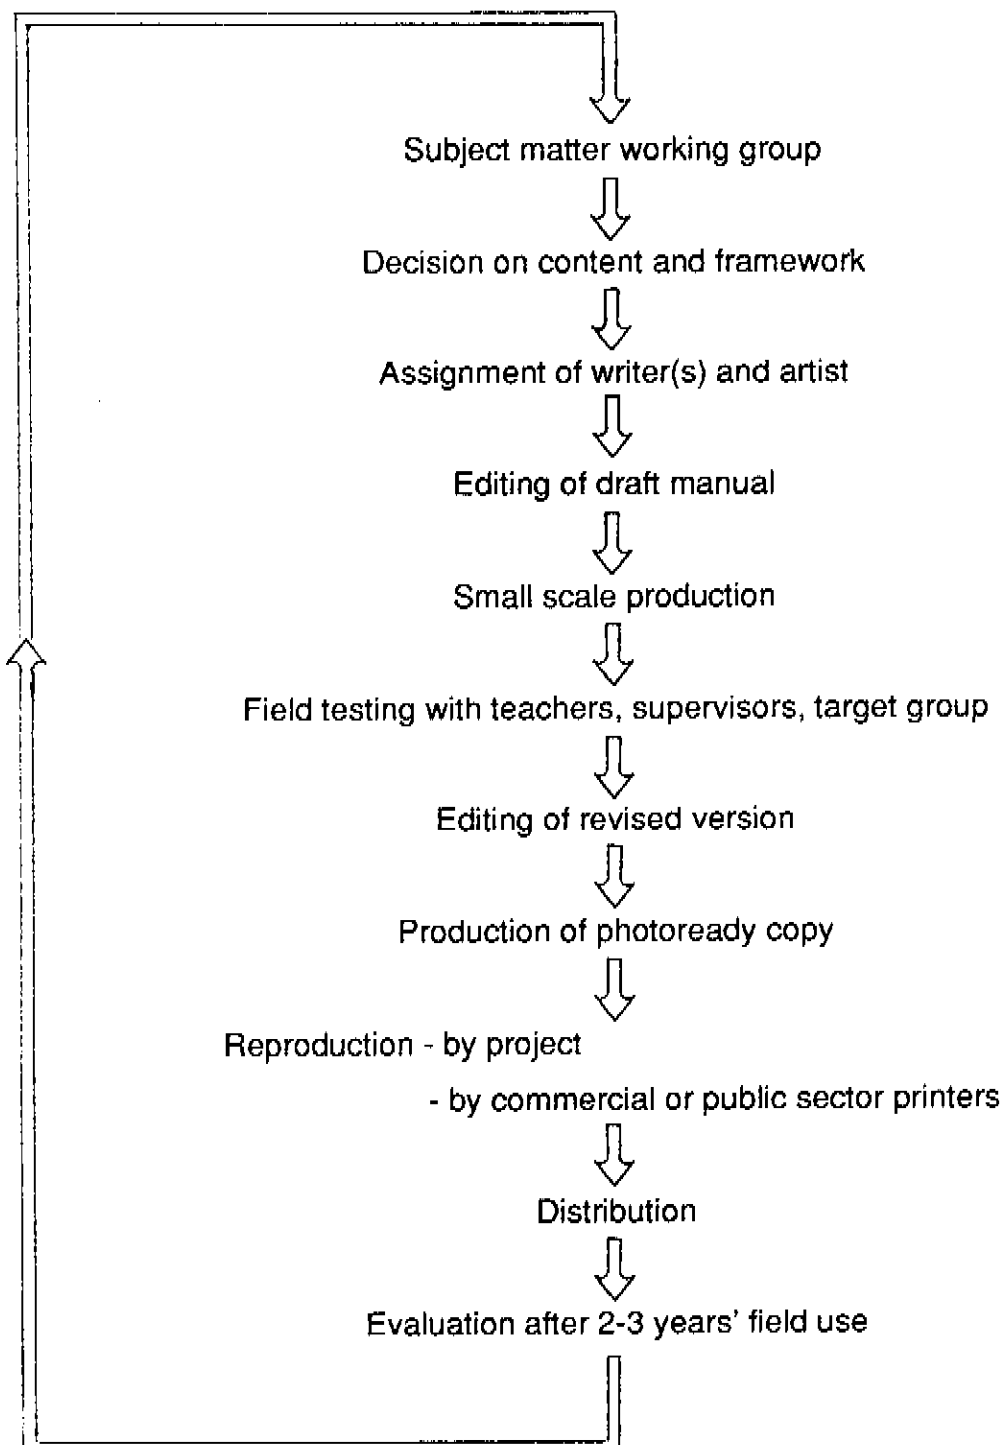 Subject matter working group
Decision on content and framework
Assignment of writer(s) and artist
Editing of draft manual
Small scale production
Field testing with teachers, supervisors, target group
Editing of revised version
Production of photoready copy
Reproduction - by project
- by commercial or public sector printers
Distribution
Evaluation after 2-3 years' field use